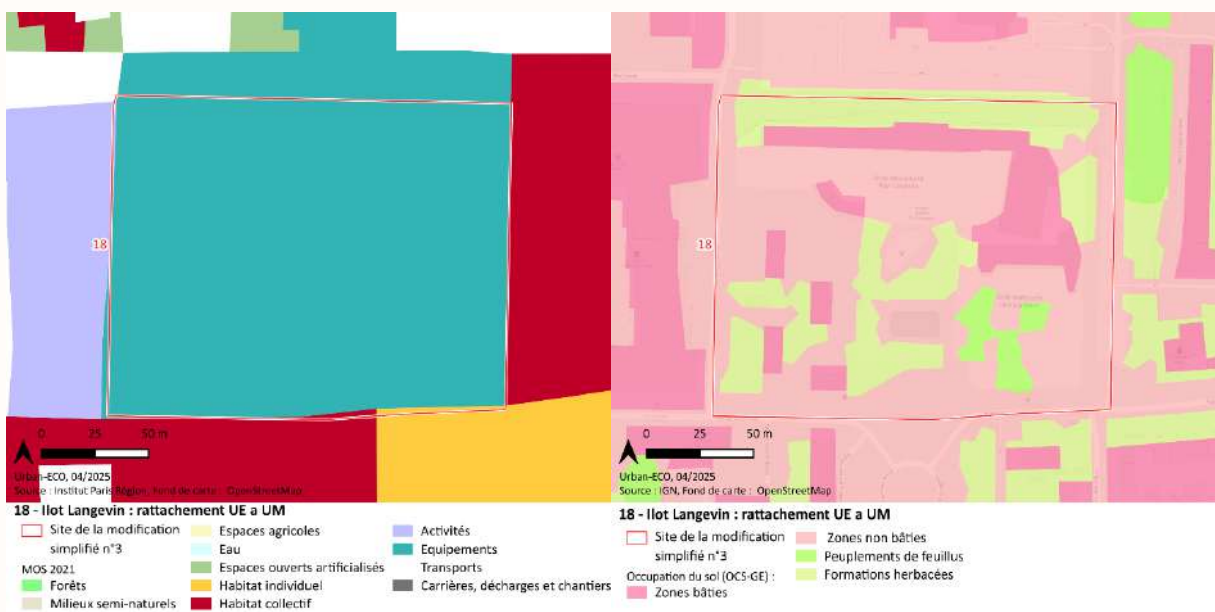 18
0 25 50 m
Urban-ECO, 04/2025
Source : Institut Paris Région, Fond de carte : OpenStreetMap
18 - Ilot Langevin : rattachement UE a UM
Site de la modification
simplifié n°3
MOS 2021
Forêts
Milieux semi-naturels
Espaces agricoles
Eau
Espaces ouverts artificialisés
Habitat individuel
Habitat collectif
Activités
Equipements
Transports
Carrières, décharges et chantiers
18
0 25 50 m
Urban-ECO, 04/2025
Source : IGN, Fond de carte : OpenStreetMap
18 - Ilot Langevin : rattachement UE a UM
Site de la modification
simplifié n°3
Occupation du sol (OCS-GE) :
Zones bâties
Zones non bâties
Peuplements de feuillus
Formations herbacées